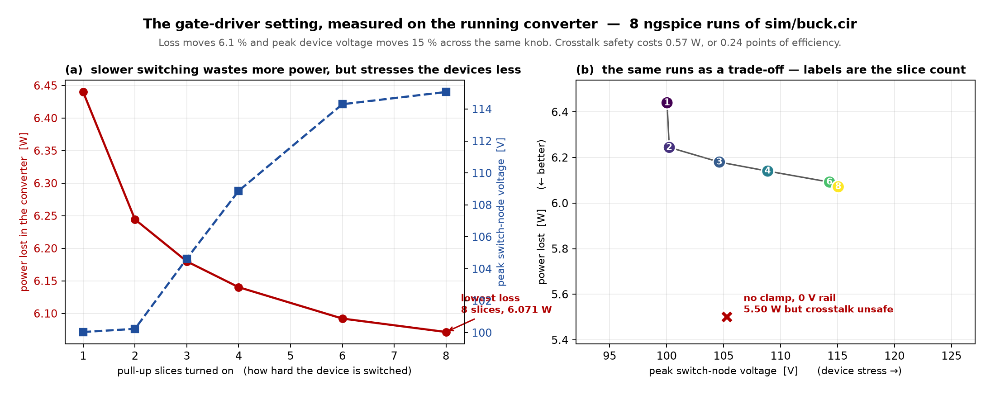 The gate-driver setting, measured on the running converter — 8 ngspice runs of sim/buck.cir
Loss moves 6.1 % and peak device voltage moves 15 % across the same knob. Crosstalk safety costs 0.57 W, or 0.24 points of efficiency.
(a) slower switching wastes more power, but stresses the devices less
power lost in the converter [W]
6.45
6.40
6.35
6.30
6.25
6.20
6.15
6.10
1 2 3 4 5 6 7 8
pull-up slices turned on (how hard the device is switched)
114
112
110
108
106
104
102
100
peak switch-node voltage [V]
lowest loss
8 slices, 6.071 W
(b) the same runs as a trade-off — labels are the slice count
power lost [W] (← better)
6.4
6.2
6.0
5.8
5.6
5.4
1
2
3
4
6
8
no clamp, 0 V rail
5.50 W but crosstalk unsafe
95 100 105 110 115 120 125
peak switch-node voltage [V] (device stress →)